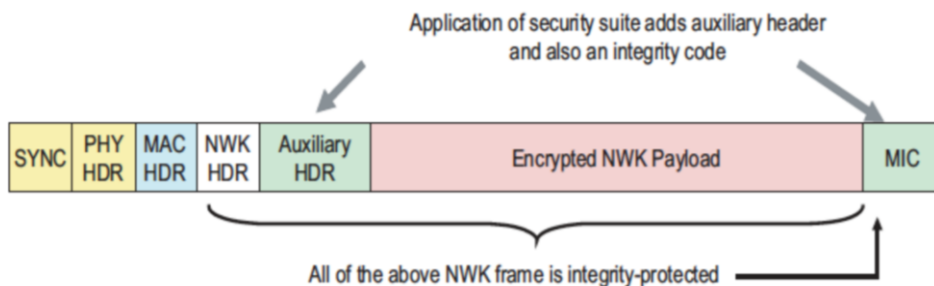 Application of security suite adds auxiliary header
and also an integrity code
SYNC
PHY
HDR
MAC
HDR
NWK
HDR
Auxiliary
HDR
Encrypted NWK Payload
MIC
All of the above NWK frame is integrity-protected